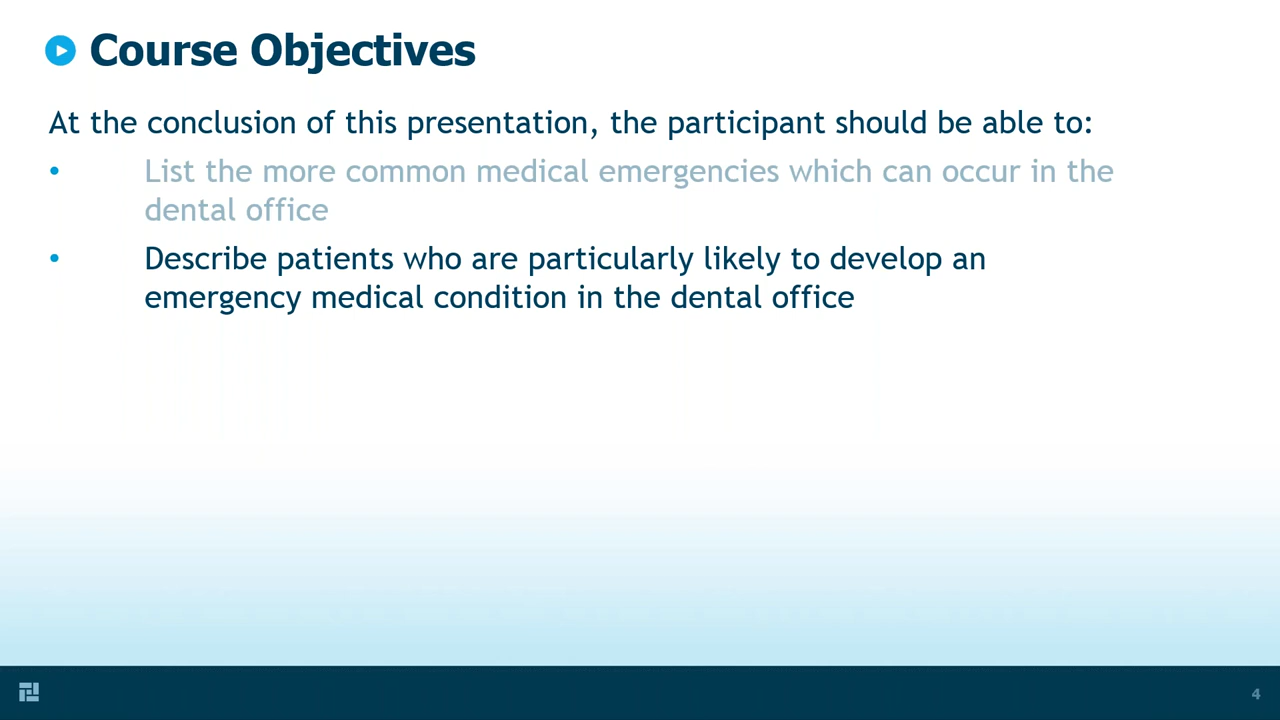 Course Objectives
At the conclusion of this presentation, the participant should be able to:
• List the more common medical emergencies which can occur in the
dental office
• Describe patients who are particularly likely to develop an
emergency medical condition in the dental office
4